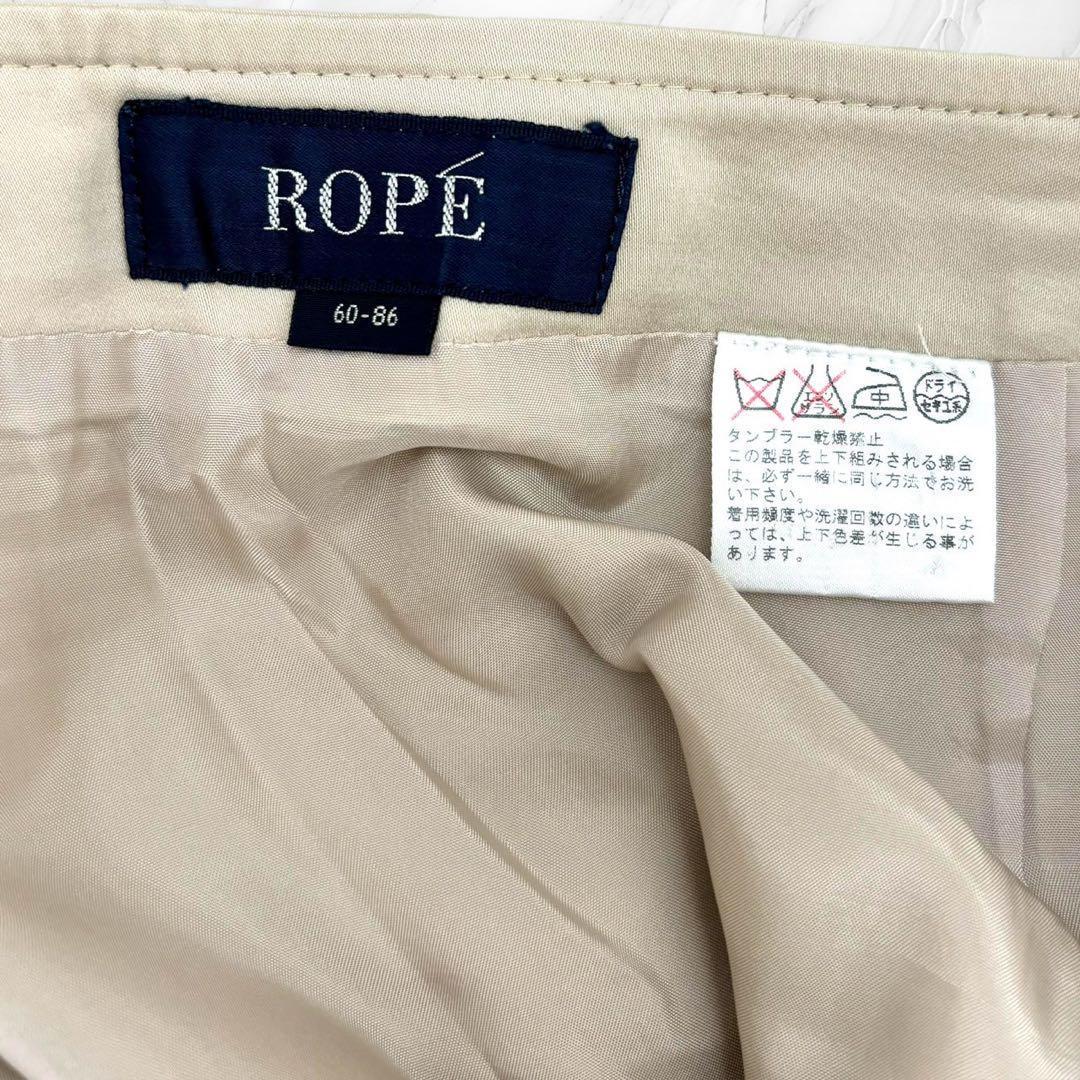 ROPÉ
60-86
エンソ
サラシ
中
ドライ
セキユ系
タンブラー乾燥禁止
この製品を上下組みされる場合
は、必ず一緒に同じ方法でお洗
い下さい。
着用頻度や洗濯回数の違いによ
っては、上下色差が生じる事が
あります。